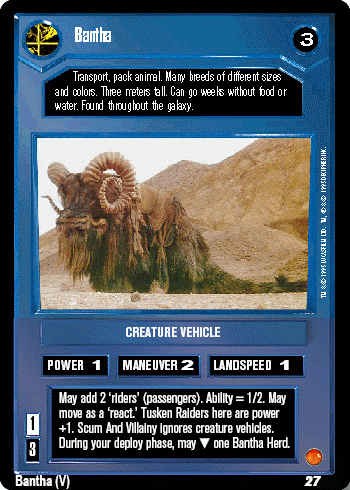 Bantha
3
Transport, pack animal. Many breeds of different sizes
and colors. Three meters tall. Can go weeks without food or
water. Found throughout the galaxy.
CREATURE VEHICLE
POWER 1 MANEUVER 2 LANDSPEED 1
May add 2 'riders' (passengers). Ability = 1/2. May
move as a 'react.' Tusken Raiders here are power
+1. Scum And Villainy ignores creature vehicles.
During your deploy phase, may ▼ one Bantha Herd.
1
3
Bantha (V) 27